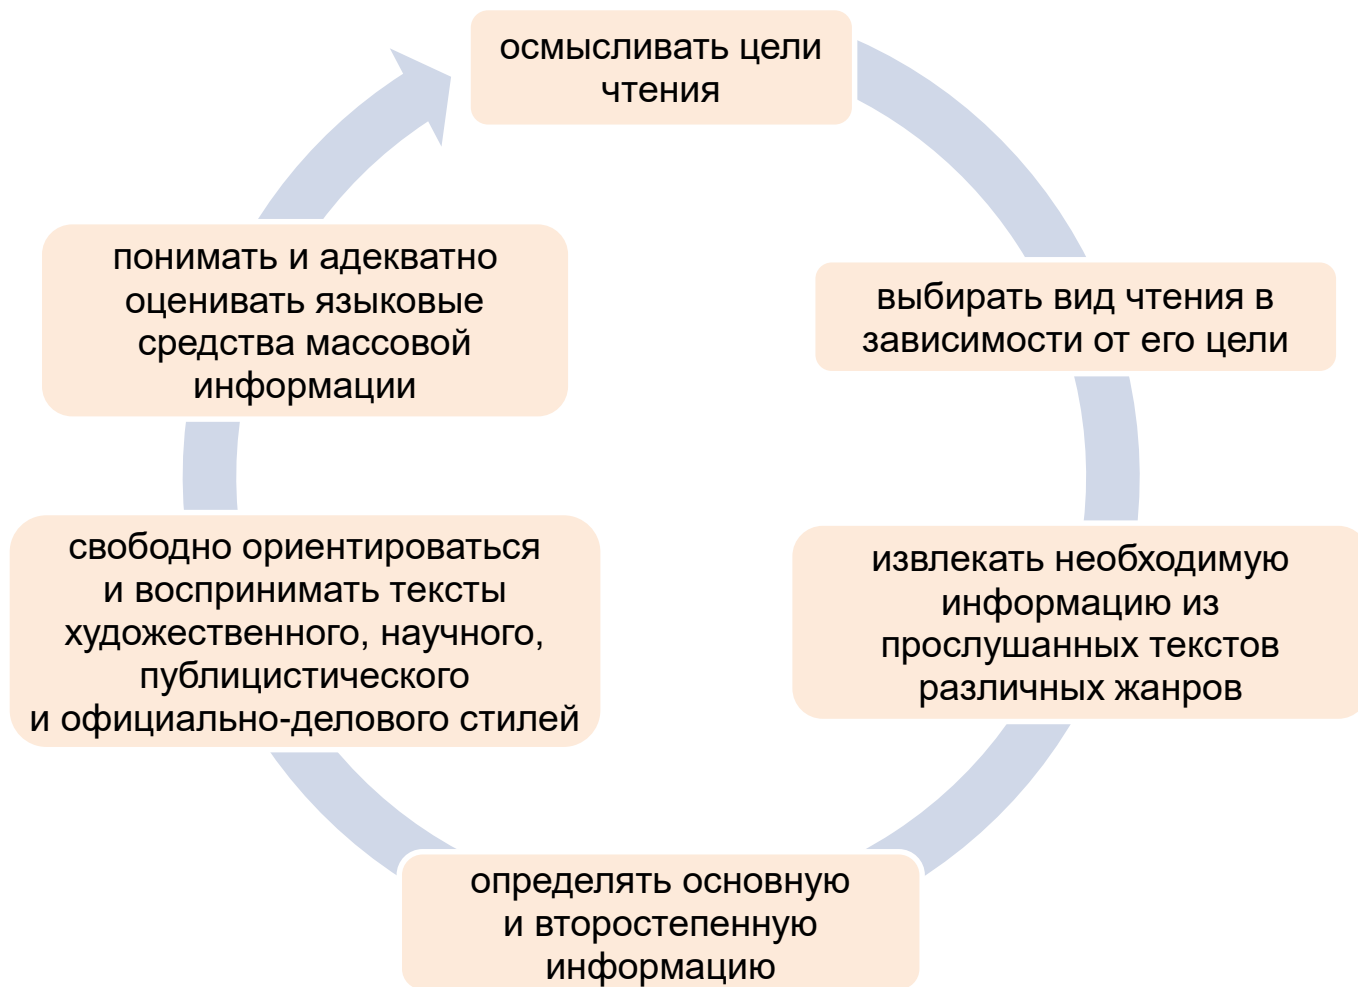 осмысливать цели
чтения
выбирать вид чтения в
зависимости от его цели
извлекать необходимую
информацию из
прослушанных текстов
различных жанров
определять основную
и второстепенную
информацию
свободно ориентироваться
и воспринимать тексты
художественного, научного,
публицистического
и официально-делового стилей
понимать и адекватно
оценивать языковые
средства массовой
информации